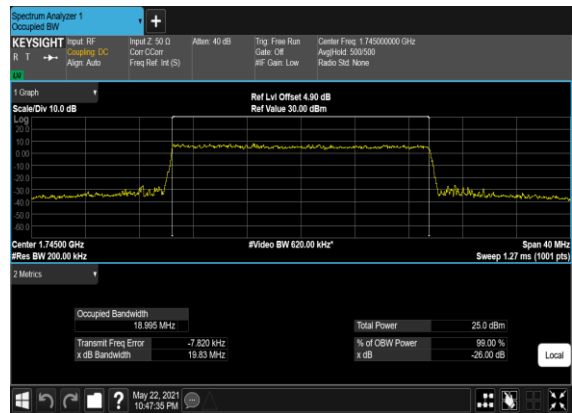 Spectrum Analyzer 1
Occupied BW
+
KEYSIGHT Input: RF Input Z: 50 Ω Atten: 40 dB Trig: Free Run Center Freq: 1.745000000 GHz
R T Coupling: DC Corr CCorr Gate: Off Avg|Hold: 500/500
Align: Auto Freq Ref: Int (S) #IF Gain: Low Radio Std: None
LVI
1 Graph
Ref Lvl Offset 4.90 dB
Scale/Div 10.0 dB Ref Value 30.00 dBm
Log
20.0
10.0
0.00
-10.0
-20.0
-30.0
-40.0
-50.0
-60.0
Center 1.74500 GHz #Video BW 620.00 kHz* Span 40 MHz
#Res BW 200.00 kHz Sweep 1.27 ms (1001 pts)
2 Metrics
Occupied Bandwidth
18.995 MHz Total Power 25.0 dBm
Transmit Freq Error -7.820 kHz % of OBW Power 99.00 %
x dB Bandwidth 19.83 MHz x dB -26.00 dB
Local
? May 22, 2021
10:47:35 PM